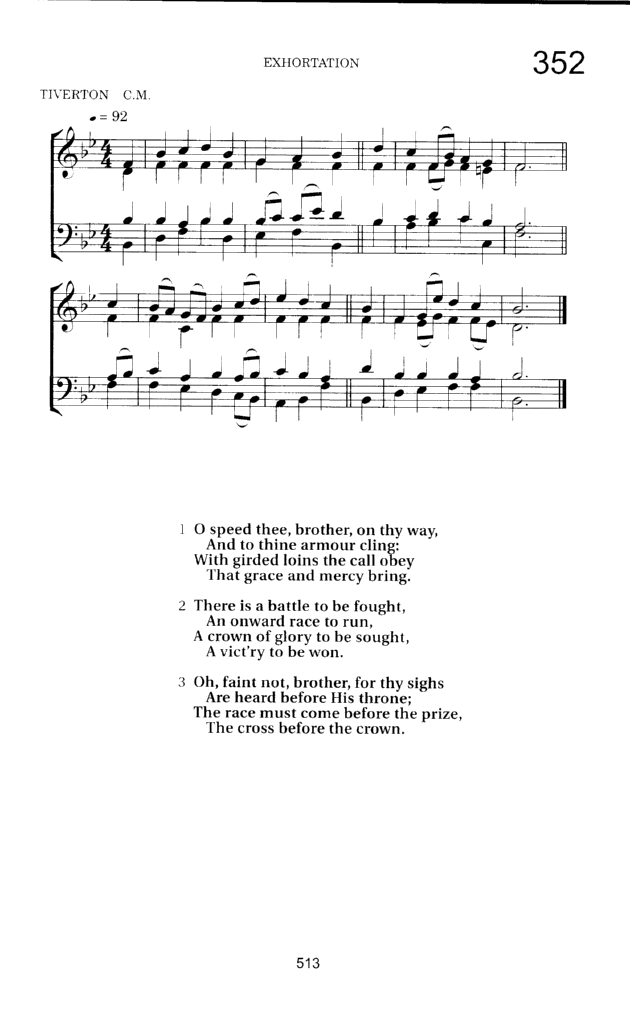 EXHORTATION
352
TIVERTON C.M.
♩ = 92
1 O speed thee, brother, on thy way,
And to thine armour cling:
With girded loins the call obey
That grace and mercy bring.
2 There is a battle to be fought,
An onward race to run,
A crown of glory to be sought,
A vict'ry to be won.
3 Oh, faint not, brother, for thy sighs
Are heard before His throne;
The race must come before the prize,
The cross before the crown.
513